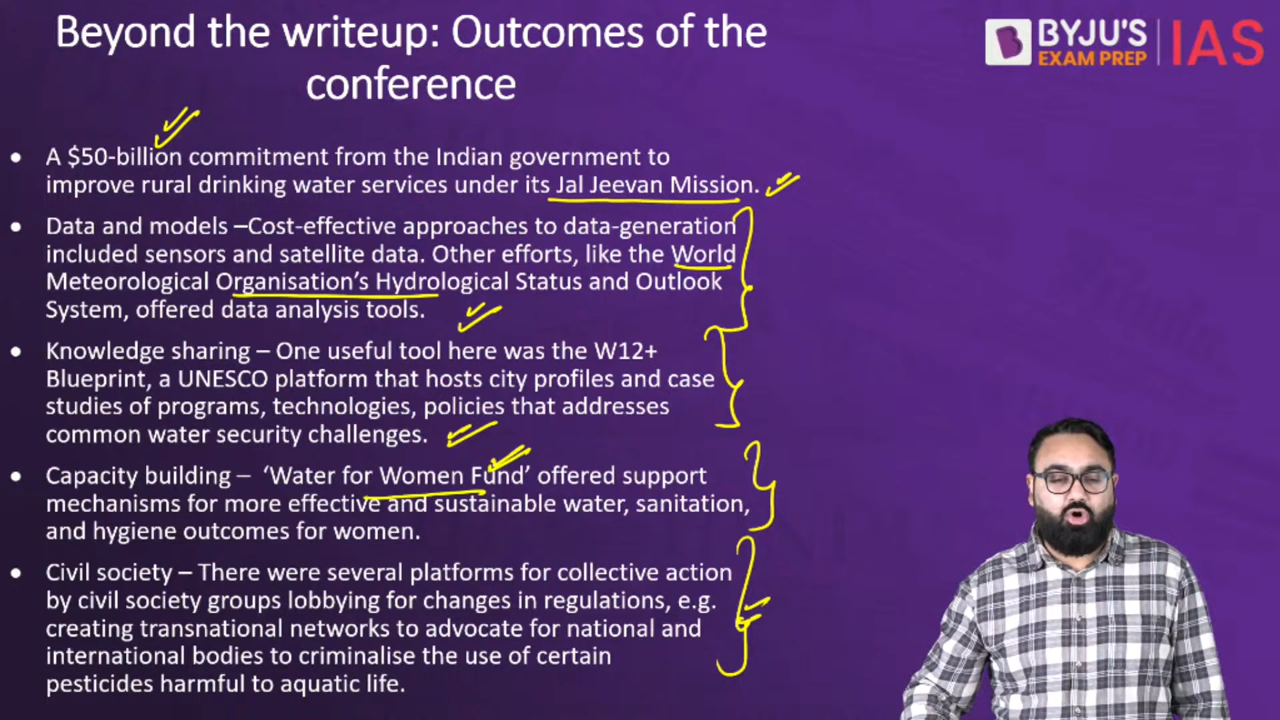 Beyond the writeup: Outcomes of the
conference
BYJU'S
EXAM PREP
IAS
• A $50-billion commitment from the Indian government to
improve rural drinking water services under its Jal Jeevan Mission.
• Data and models –Cost-effective approaches to data-generation
included sensors and satellite data. Other efforts, like the World
Meteorological Organisation's Hydrological Status and Outlook
System, offered data analysis tools.
• Knowledge sharing – One useful tool here was the W12+
Blueprint, a UNESCO platform that hosts city profiles and case
studies of programs, technologies, policies that addresses
common water security challenges.
• Capacity building – 'Water for Women Fund' offered support
mechanisms for more effective and sustainable water, sanitation,
and hygiene outcomes for women.
• Civil society – There were several platforms for collective action
by civil society groups lobbying for changes in regulations, e.g.
creating transnational networks to advocate for national and
international bodies to criminalise the use of certain
pesticides harmful to aquatic life.